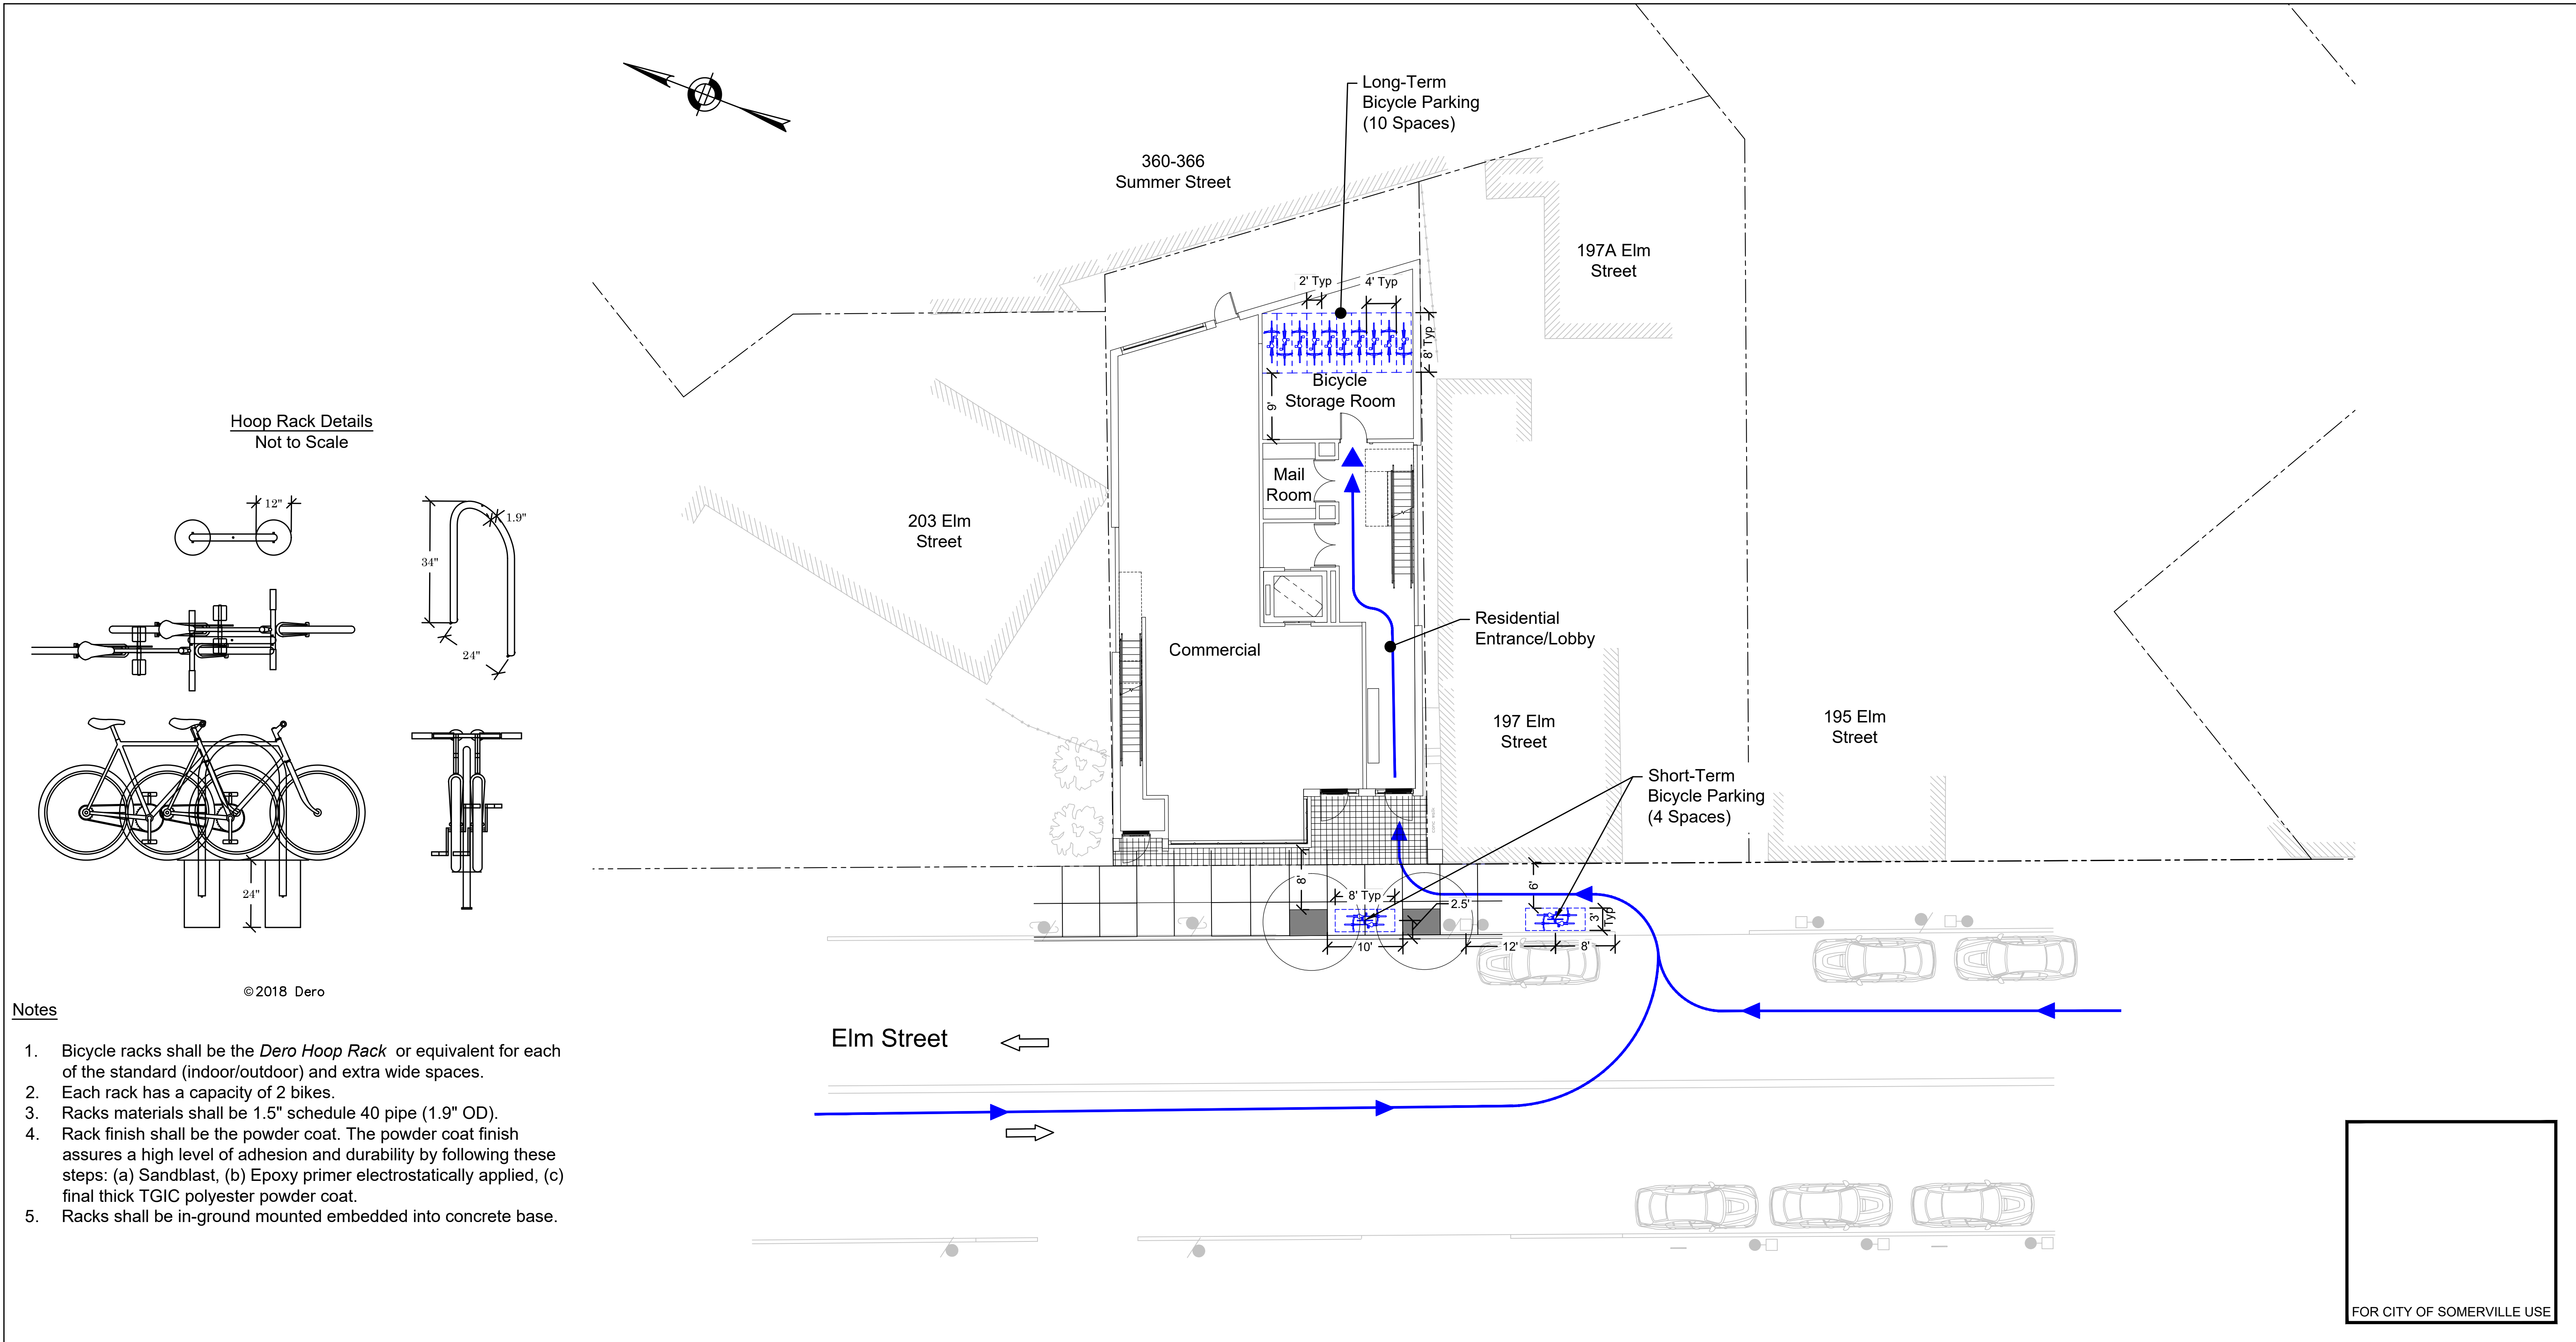 Long-Term
Bicycle Parking
(10 Spaces)
360-366
Summer Street
197A Elm
Street
2' Typ
4' Typ
8' Typ
Bicycle
Storage Room
9'
Mail
Room
203 Elm
Street
Residential
Entrance/Lobby
Commercial
197 Elm
Street
195 Elm
Street
Short-Term
Bicycle Parking
(4 Spaces)
8'
8' Typ
2.5'
6'
3'
Typ
10'
12'
8'
Elm Street
Hoop Rack Details
Not to Scale
12"
1.9"
34"
24"
24"
©2018 Dero
Notes
1. Bicycle racks shall be the Dero Hoop Rack or equivalent for each
of the standard (indoor/outdoor) and extra wide spaces.
2. Each rack has a capacity of 2 bikes.
3. Racks materials shall be 1.5" schedule 40 pipe (1.9" OD).
4. Rack finish shall be the powder coat. The powder coat finish
assures a high level of adhesion and durability by following these
steps: (a) Sandblast, (b) Epoxy primer electrostatically applied, (c)
final thick TGIC polyester powder coat.
5. Racks shall be in-ground mounted embedded into concrete base.
FOR CITY OF SOMERVILLE USE